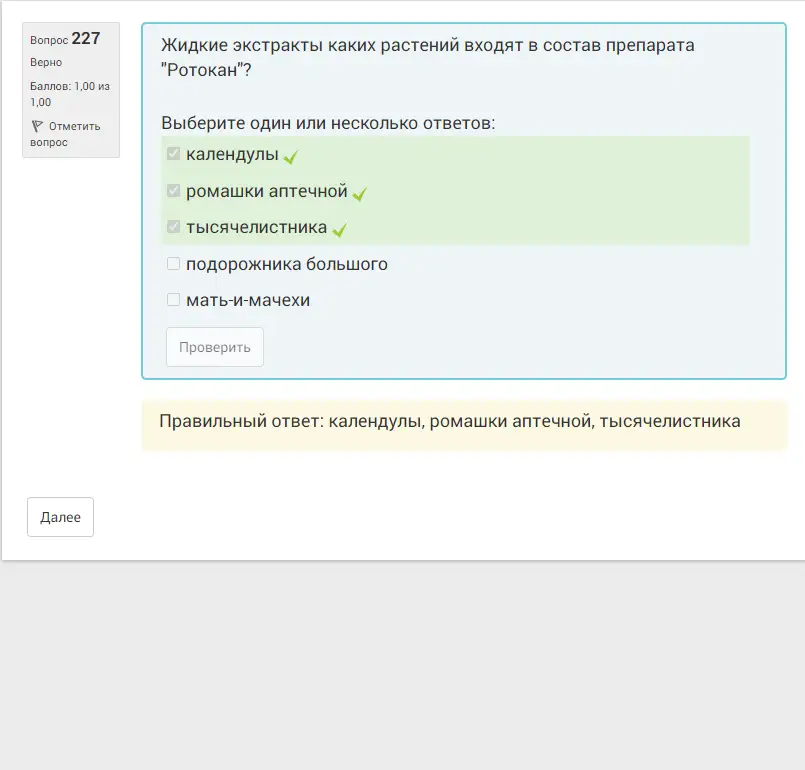 Вопрос 227
Верно
Баллов: 1,00 из
1,00
Отметить
вопрос
Жидкие экстракты каких растений входят в состав препарата
"Ротокан"?
Выберите один или несколько ответов:
календулы
ромашки аптечной
тысячелистника
подорожника большого
мать-и-мачехи
Проверить
Правильный ответ: календулы, ромашки аптечной, тысячелистника
Далее